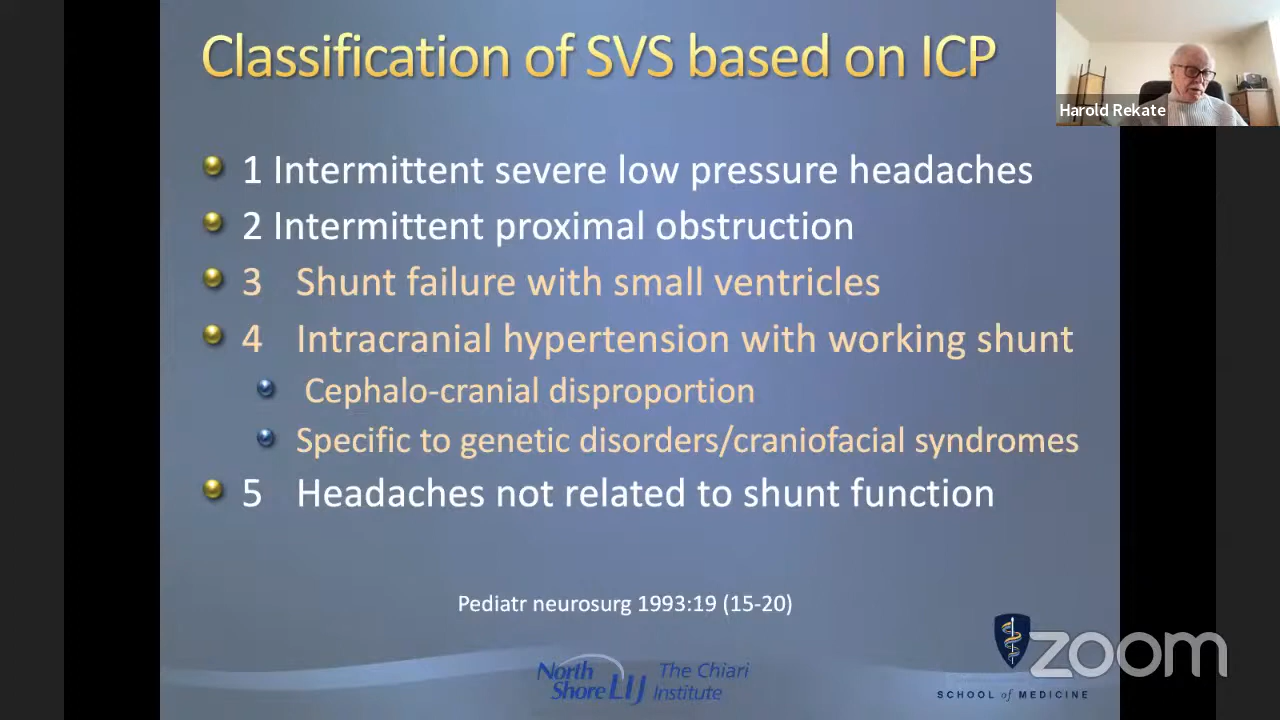 Classification of SVS based on ICP
Harold Rekate
1 Intermittent severe low pressure headaches
2 Intermittent proximal obstruction
3 Shunt failure with small ventricles
4 Intracranial hypertension with working shunt
Cephalo-cranial disproportion
Specific to genetic disorders/craniofacial syndromes
5 Headaches not related to shunt function
Pediatr neurosurg 1993:19 (15-20)
North
Shore LIJ
The Chiari
Institute
zoom
SCHOOL of MEDICINE